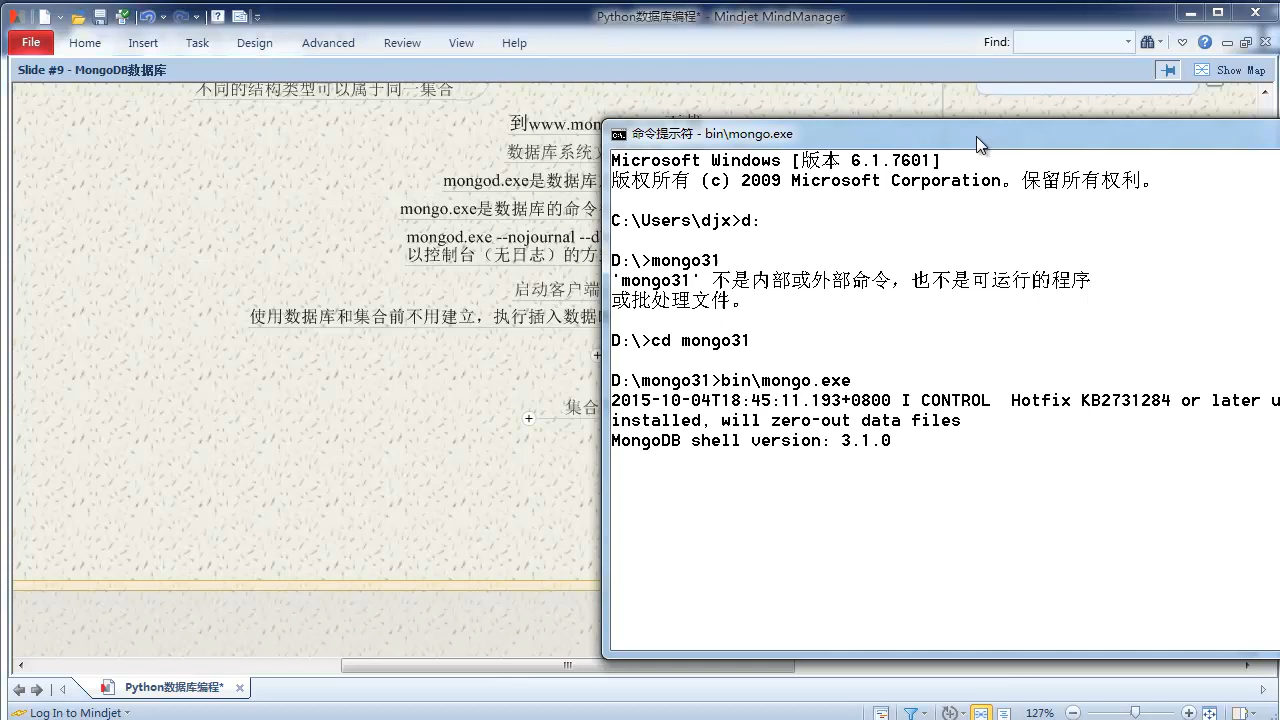 Python数据库编程* - Mindjet MindManager
File Home Insert Task Design Advanced Review View Help Find:
Slide #9 - MongoDB数据库 Show Map
不同的结构类型可以属于同一集合
到www.mon
数据库系统
mongod.exe是数据库
mongo.exe是数据库的命令
mongod.exe --nojournal --d
以控制台（无日志）的方
启动客户端
使用数据库和集合前不用建立，执行插入数据
集合
命令提示符 - bin\mongo.exe
Microsoft Windows [版本 6.1.7601]
版权所有 (c) 2009 Microsoft Corporation。保留所有权利。
C:\Users\djx>d:
D:\>mongo31
'mongo31' 不是内部或外部命令，也不是可运行的程序
或批处理文件。
D:\>cd mongo31
D:\mongo31>bin\mongo.exe
2015-10-04T18:45:11.193+0800 I CONTROL  Hotfix KB2731284 or later u
installed, will zero-out data files
MongoDB shell version: 3.1.0
Python数据库编程*
Log In to Mindjet 127%